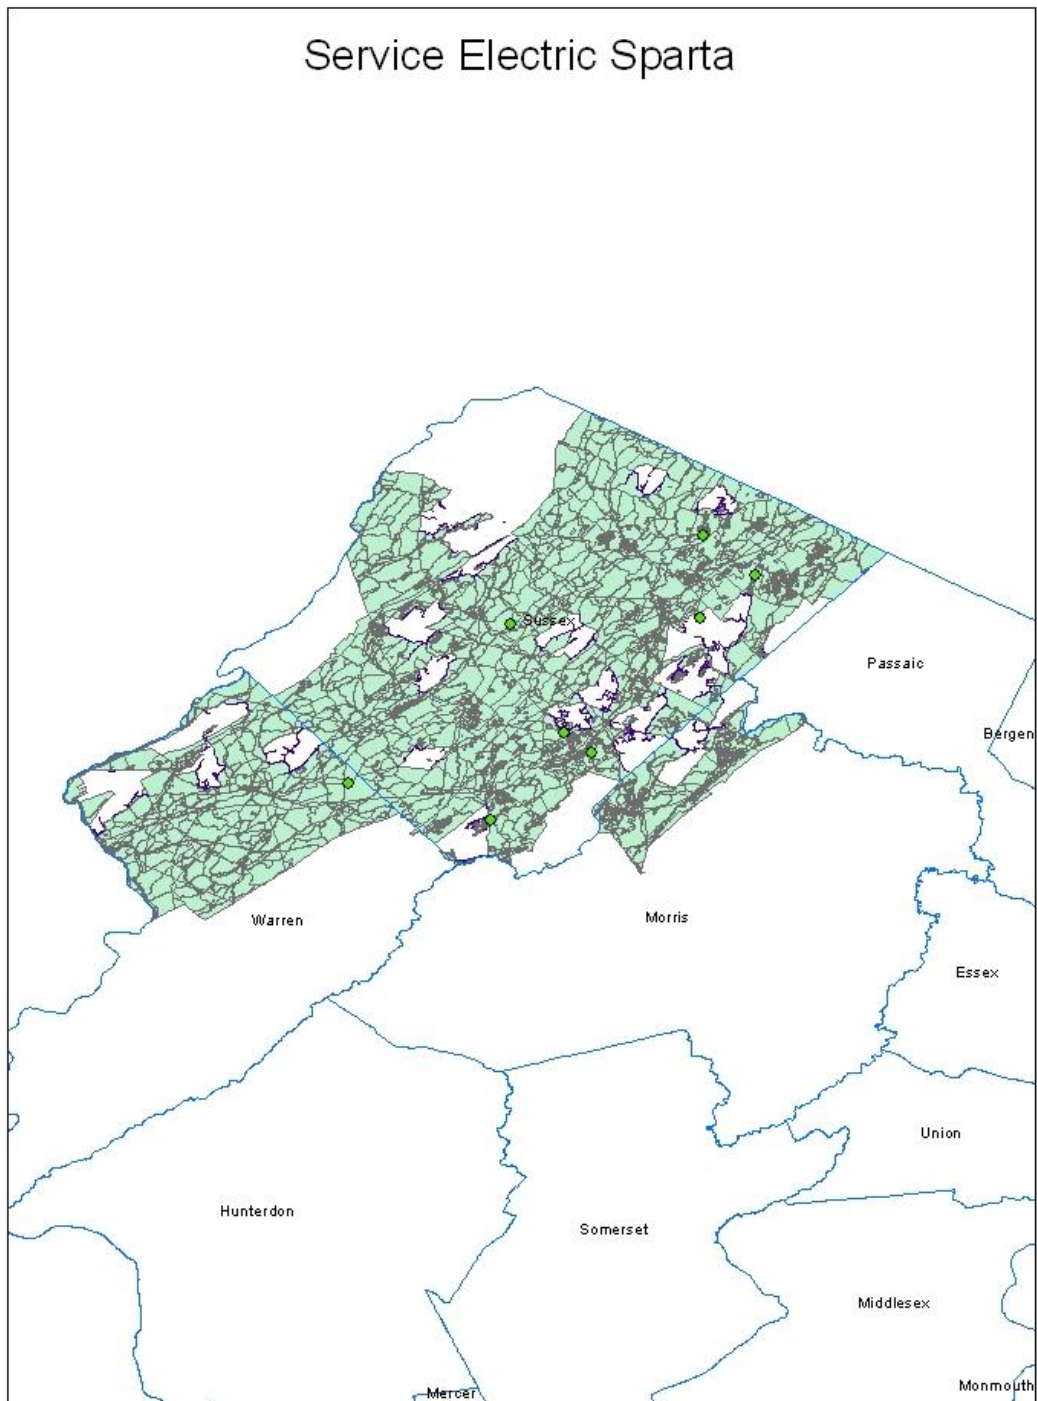 Service Electric Sparta
Sussex
Passaic
Bergen
Warren
Morris
Essex
Union
Hunterdon
Somerset
Middlesex
Monmouth
Mercer